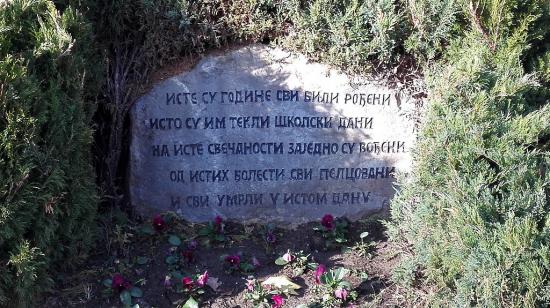 ИСТЕ СУ ГОДИНЕ СВИ БИЛИ РОЂЕНИ
ИСТО СУ ИМ ТЕКЛИ ШКОЛСКИ ДАНИ
НА ИСТЕ СВЕЧАНОСТИ ЗАЈЕДНО СУ ВОЂЕНИ
ОД ИСТИХ БОЛЕСТИ СВИ ПЕЛЦОВАНИ
И СВИ УМРЛИ У ИСТОМ ДАНУ